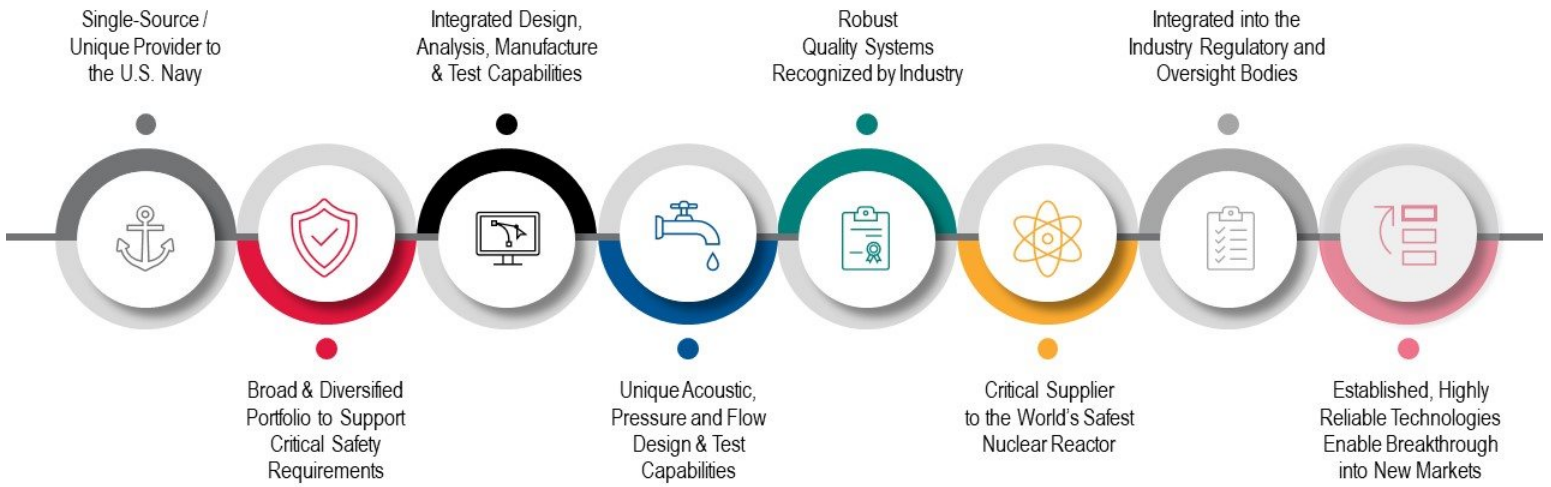 Single-Source /
Unique Provider to
the U.S. Navy
Broad & Diversified
Portfolio to Support
Critical Safety
Requirements
Integrated Design,
Analysis, Manufacture
& Test Capabilities
Unique Acoustic,
Pressure and Flow
Design & Test
Capabilities
Robust
Quality Systems
Recognized by Industry
Critical Supplier
to the World's Safest
Nuclear Reactor
Integrated into the
Industry Regulatory and
Oversight Bodies
Established, Highly
Reliable Technologies
Enable Breakthrough
into New Markets